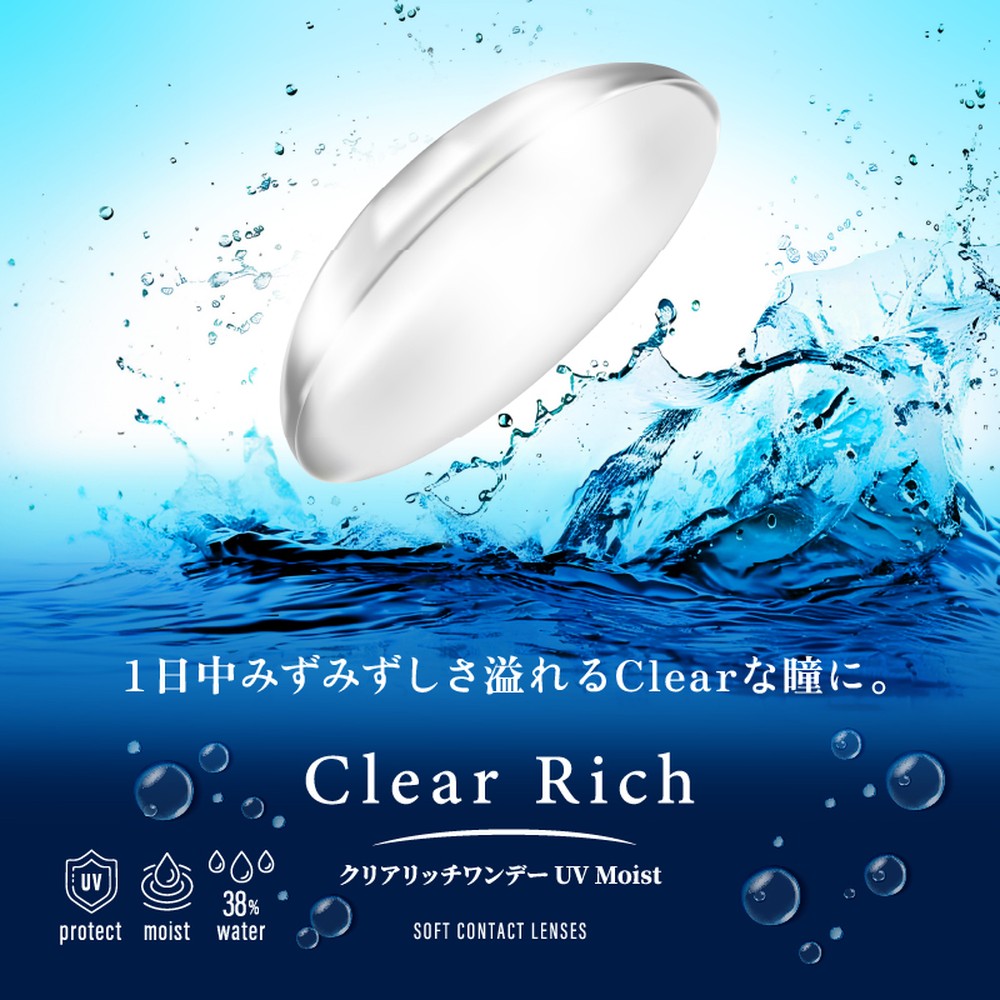 1日中みずみずしさ溢れるClearな瞳に。
Clear Rich
クリアリッチワンデー UV Moist
UV
protect
moist
38%
water
SOFT CONTACT LENSES